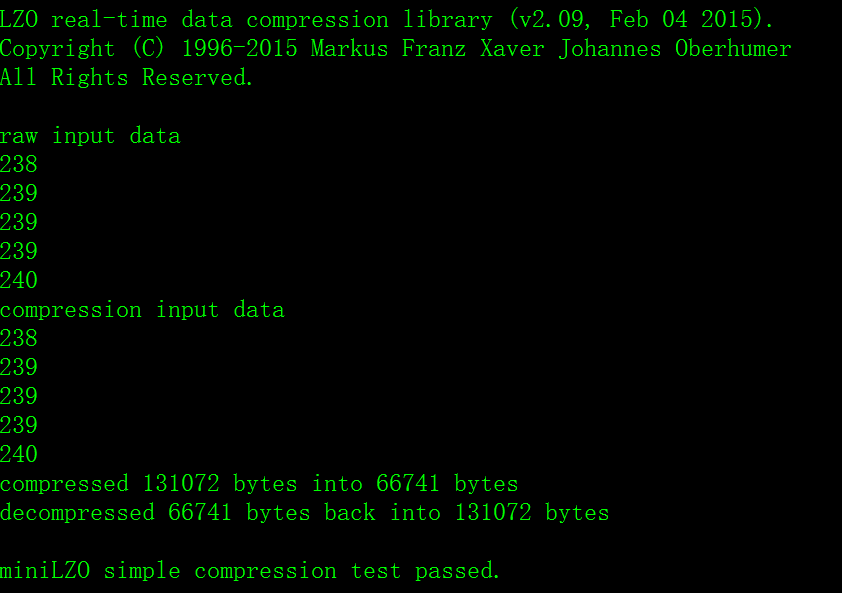 LZO real-time data compression library (v2.09, Feb 04 2015).
Copyright (C) 1996-2015 Markus Franz Xaver Johannes Oberhumer
All Rights Reserved.
raw input data
238
239
239
239
240
compression input data
238
239
239
239
240
compressed 131072 bytes into 66741 bytes
decompressed 66741 bytes back into 131072 bytes
miniLZO simple compression test passed.